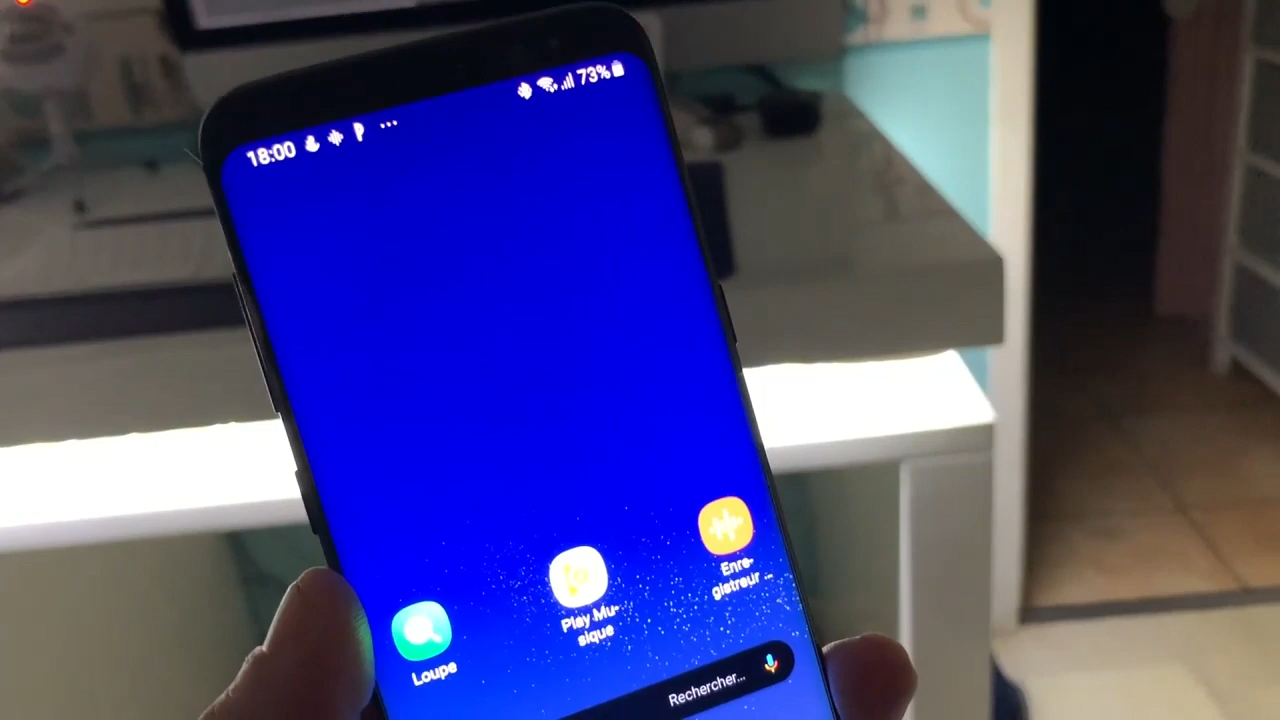 18:00 ... 73%
Enre-
gistreur ...
Play Mu-
sique
Loupe
Rechercher...